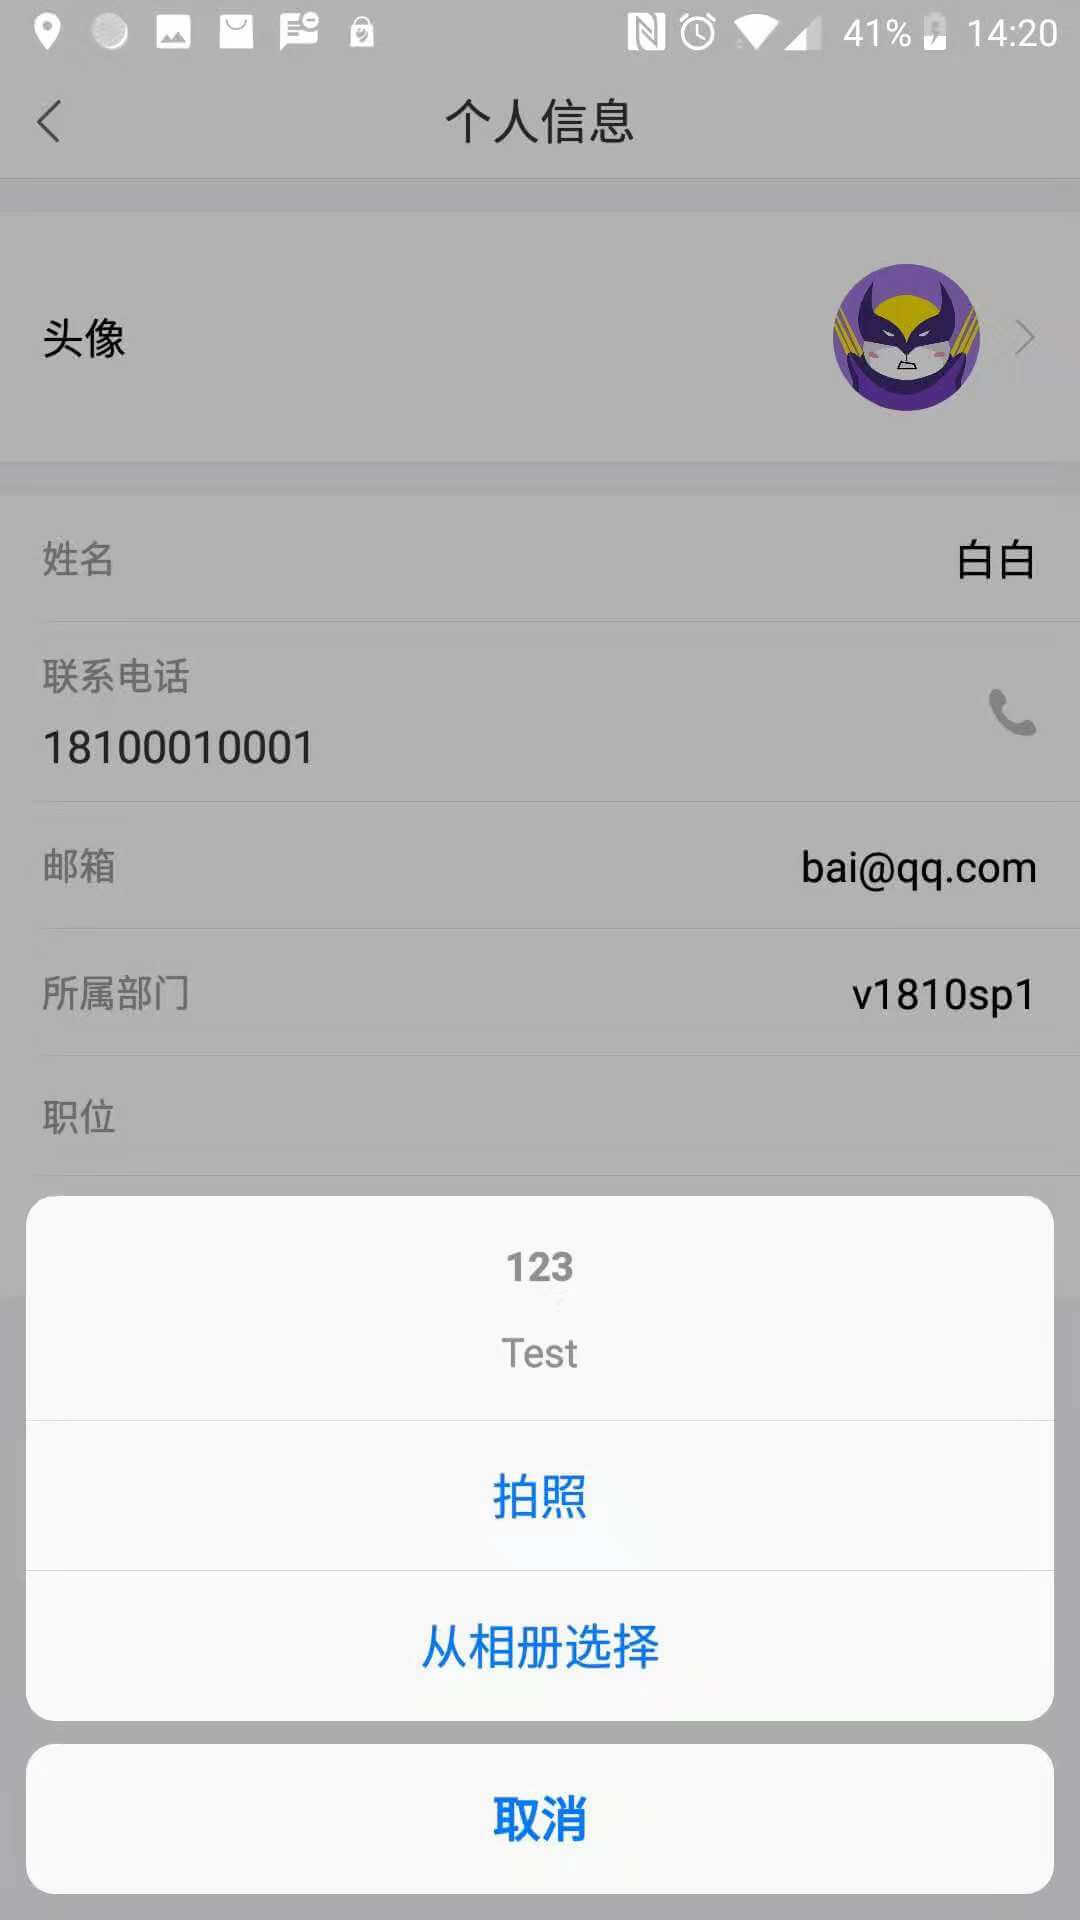 41% 14:20
个人信息
头像
姓名 白白
联系电话
18100010001
邮箱 bai@qq.com
所属部门 v1810sp1
职位
123
Test
拍照
从相册选择
取消